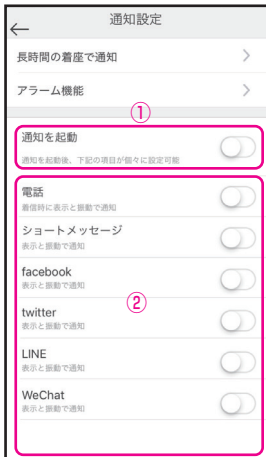 通知設定
長時間の着座で通知
アラーム機能
①
通知を起動
通知を起動後、下記の項目が個々に設定可能
電話
着信時に表示と振動で通知
ショートメッセージ
表示と振動で通知
facebook
表示と振動で通知
②
twitter
表示と振動で通知
LINE
表示と振動で通知
WeChat
表示と振動で通知